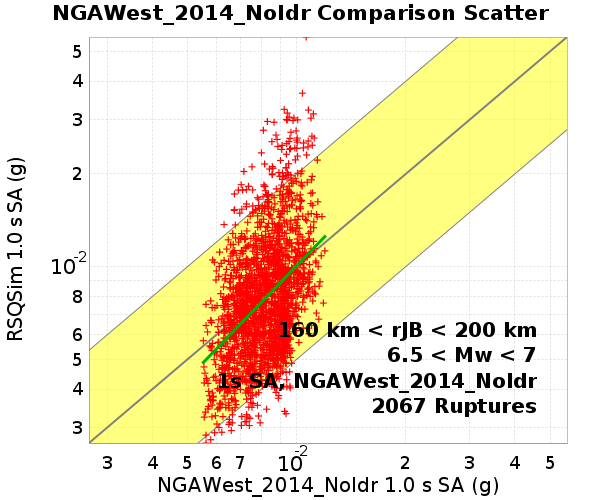 NGAWest_2014_NoIdr Comparison Scatter
RSQSim 1.0 s SA (g)
5
4
3
2
10-2
8
6
5
4
3
160 km < rJB < 200 km
6.5 < Mw < 7
1s SA, NGAWest_2014_NoIdr
2067 Ruptures
3 4 5 6 7 10-2 2 3 4 5
NGAWest_2014_NoIdr 1.0 s SA (g)